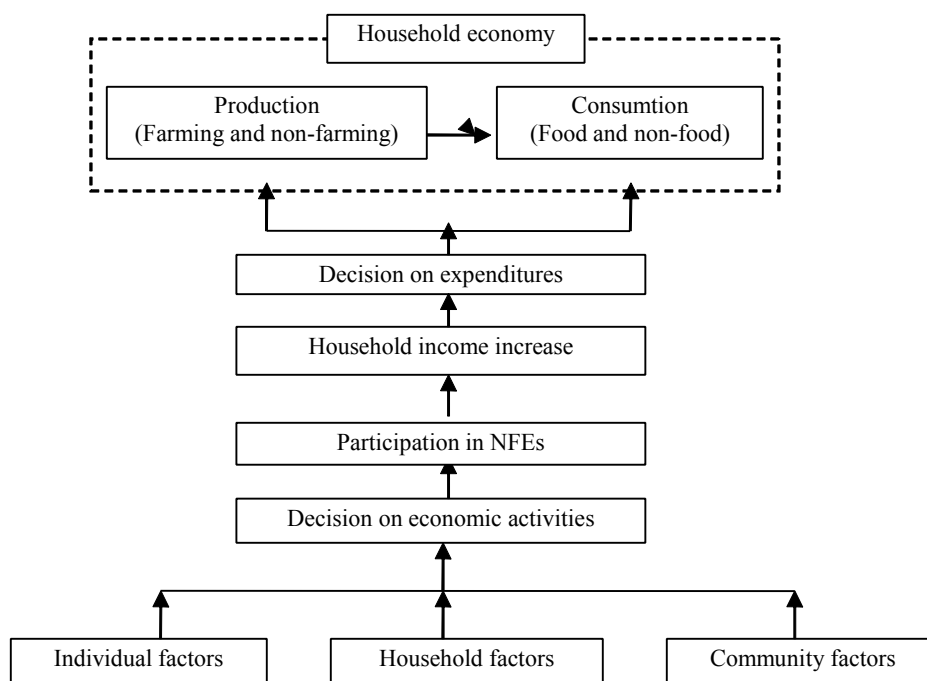 Household economy
Production
(Farming and non-farming)
Consumtion
(Food and non-food)
Decision on expenditures
Household income increase
Participation in NFEs
Decision on economic activities
Individual factors
Household factors
Community factors